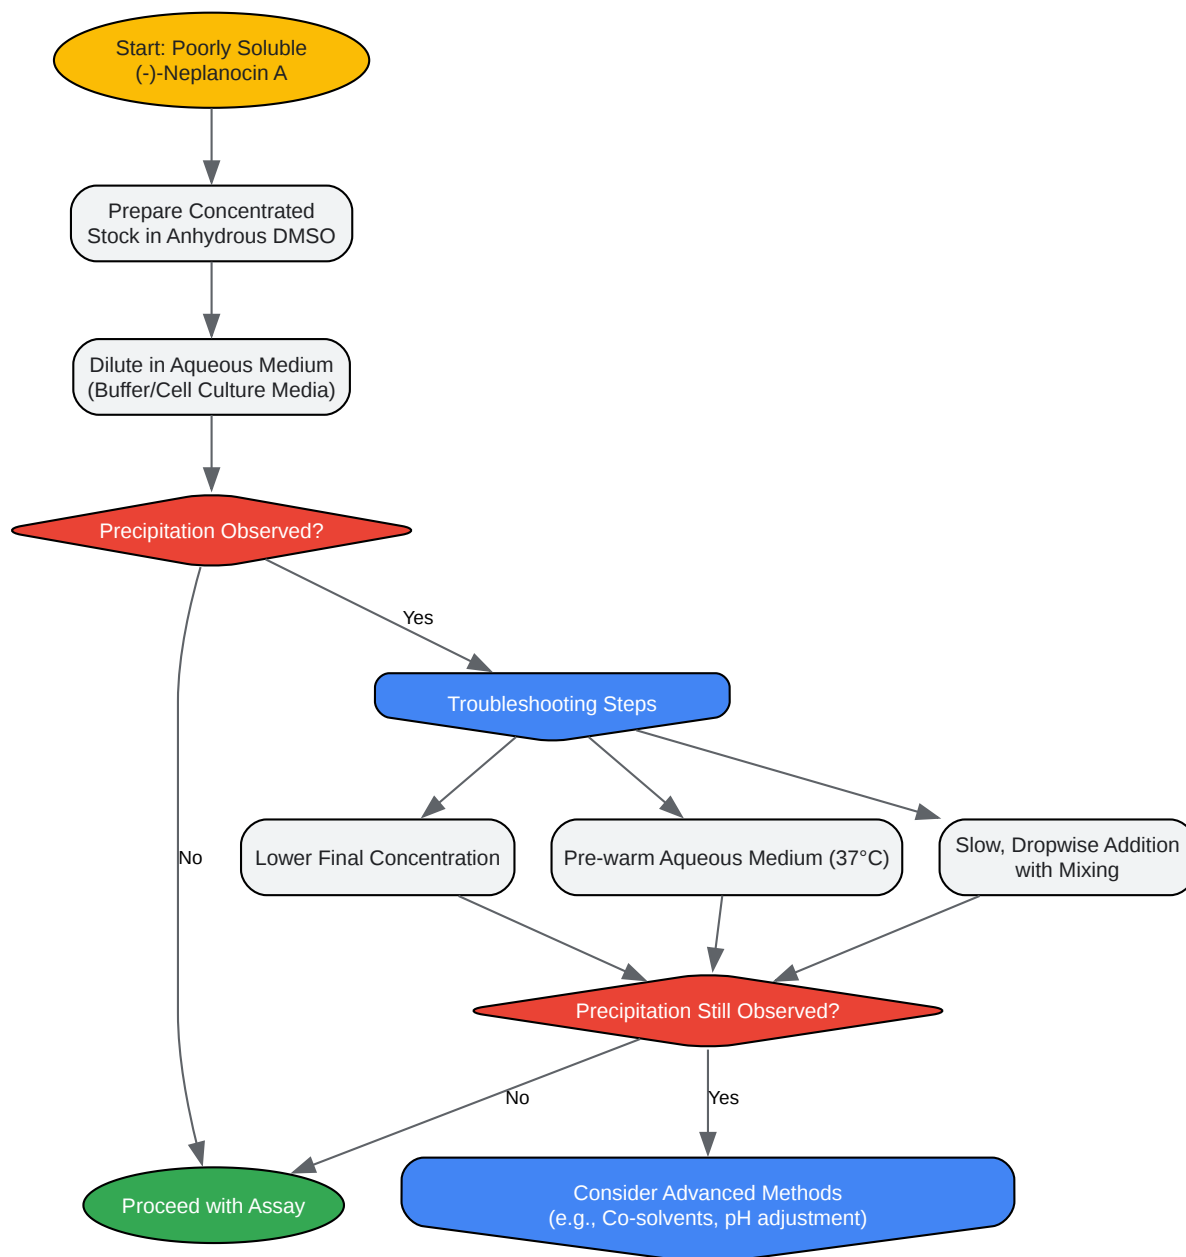 Start: Poorly Soluble
(-)-Neplanocin A
Prepare Concentrated
Stock in Anhydrous DMSO
Dilute in Aqueous Medium
(Buffer/Cell Culture Media)
Precipitation Observed?
Yes
Troubleshooting Steps
No
Lower Final Concentration
Pre-warm Aqueous Medium (37°C)
Slow, Dropwise Addition
with Mixing
Precipitation Still Observed?
No
Yes
Proceed with Assay
Consider Advanced Methods
(e.g., Co-solvents, pH adjustment)